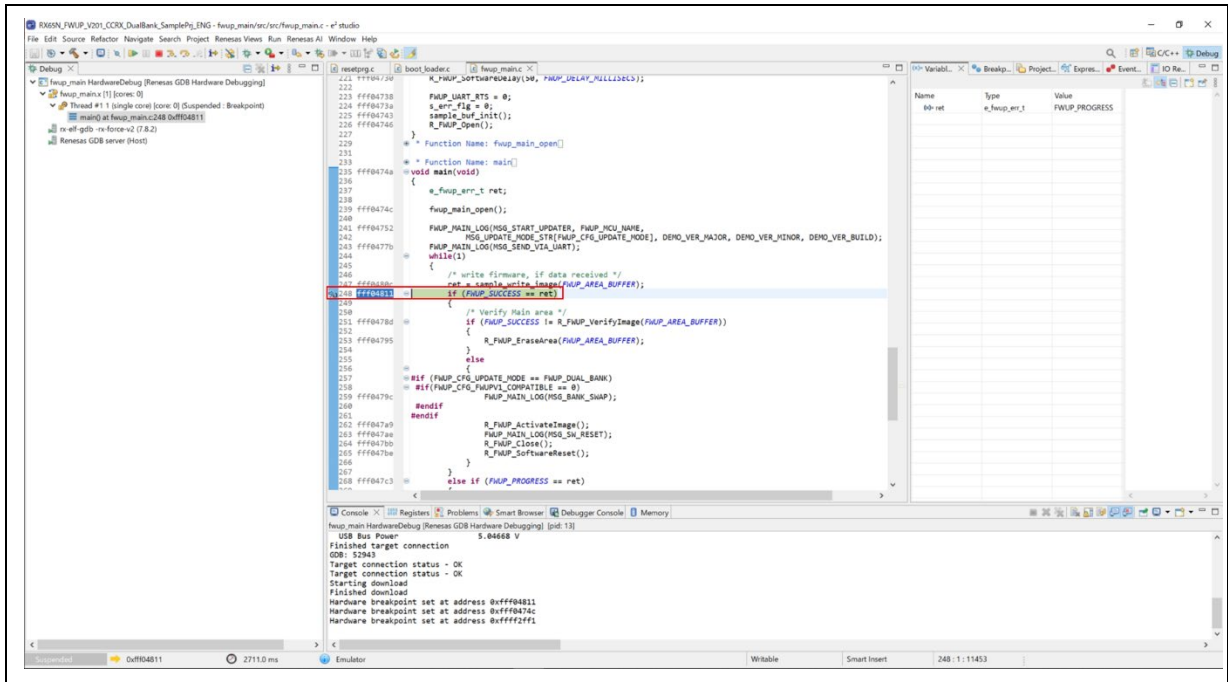 RX65N_FWUP_V201_CCRX_DualBank_SamplePrj_ENG - fwup_main/src/src/fwup_main.c - e² studio
File Edit Source Refactor Navigate Search Project Renesas Views Run Renesas AI Window Help
C/C++ Debug
Debug
fwup_main HardwareDebug [Renesas GDB Hardware Debugging]
fwup_main.x [1] [cores: 0]
Thread #1 1 (single core) [core: 0] (Suspended : Breakpoint)
main() at fwup_main.c:248 0xfff04811
rx-elf-gdb -rx-force-v2 (7.8.2)
Renesas GDB server (Host)
resetprg.c boot_loader.c fwup_main.c
221 fff04730 R_FWUP_SoftwareDelay(50, FWUP_DELAY_MILLISECS);
222
223 fff04738 FWUP_UART_RTS = 0;
224 fff0473a s_err_flg = 0;
225 fff04743 sample_buf_init();
226 fff04746 R_FWUP_Open();
227 }
229 * Function Name: fwup_main_open
231
233 * Function Name: main
235 fff0474a void main(void)
236 {
237 e_fwup_err_t ret;
238
239 fff0474c fwup_main_open();
240
241 fff04752 FWUP_MAIN_LOG(MSG_START_UPDATER, FWUP_MCU_NAME,
242 MSG_UPDATE_MODE_STR[FWUP_CFG_UPDATE_MODE], DEMO_VER_MAJOR, DEMO_VER_MINOR, DEMO_VER_BUILD);
243 fff0477b FWUP_MAIN_LOG(MSG_SEND_VIA_UART);
244 while(1)
245 {
246 /* write firmware, if data received */
247 fff0480c ret = sample_write_image(FWUP_AREA_BUFFER);
248 fff04811 if (FWUP_SUCCESS == ret)
249 {
250 /* Verify Main area */
251 fff0478d if (FWUP_SUCCESS != R_FWUP_VerifyImage(FWUP_AREA_BUFFER))
252 {
253 fff04795 R_FWUP_EraseArea(FWUP_AREA_BUFFER);
254 }
255 else
256 {
257 #if (FWUP_CFG_UPDATE_MODE == FWUP_DUAL_BANK)
258 #if(FWUP_CFG_FWUPV1_COMPATIBLE == 0)
259 fff0479c FWUP_MAIN_LOG(MSG_BANK_SWAP);
260 #endif
261 #endif
262 fff047a9 R_FWUP_ActivateImage();
263 fff047ae FWUP_MAIN_LOG(MSG_SW_RESET);
264 fff047bb R_FWUP_Close();
265 fff047be R_FWUP_SoftwareReset();
266 }
267 }
268 fff047c3 else if (FWUP_PROGRESS == ret)
Variabl... Breakp... Project... Expres... Event... IO Re...
Name Type Value
ret e_fwup_err_t FWUP_PROGRESS
Console Registers Problems Smart Browser Debugger Console Memory
fwup_main HardwareDebug [Renesas GDB Hardware Debugging] [pid: 13]
USB Bus Power 5.04668 V
Finished target connection
GDB: 52943
Target connection status - OK
Target connection status - OK
Starting download
Finished download
Hardware breakpoint set at address 0xfff04811
Hardware breakpoint set at address 0xfff0474c
Hardware breakpoint set at address 0xffff2ff1
Suspended 0xfff04811 2711.0 ms Emulator Writable Smart Insert 248 : 1 : 11453